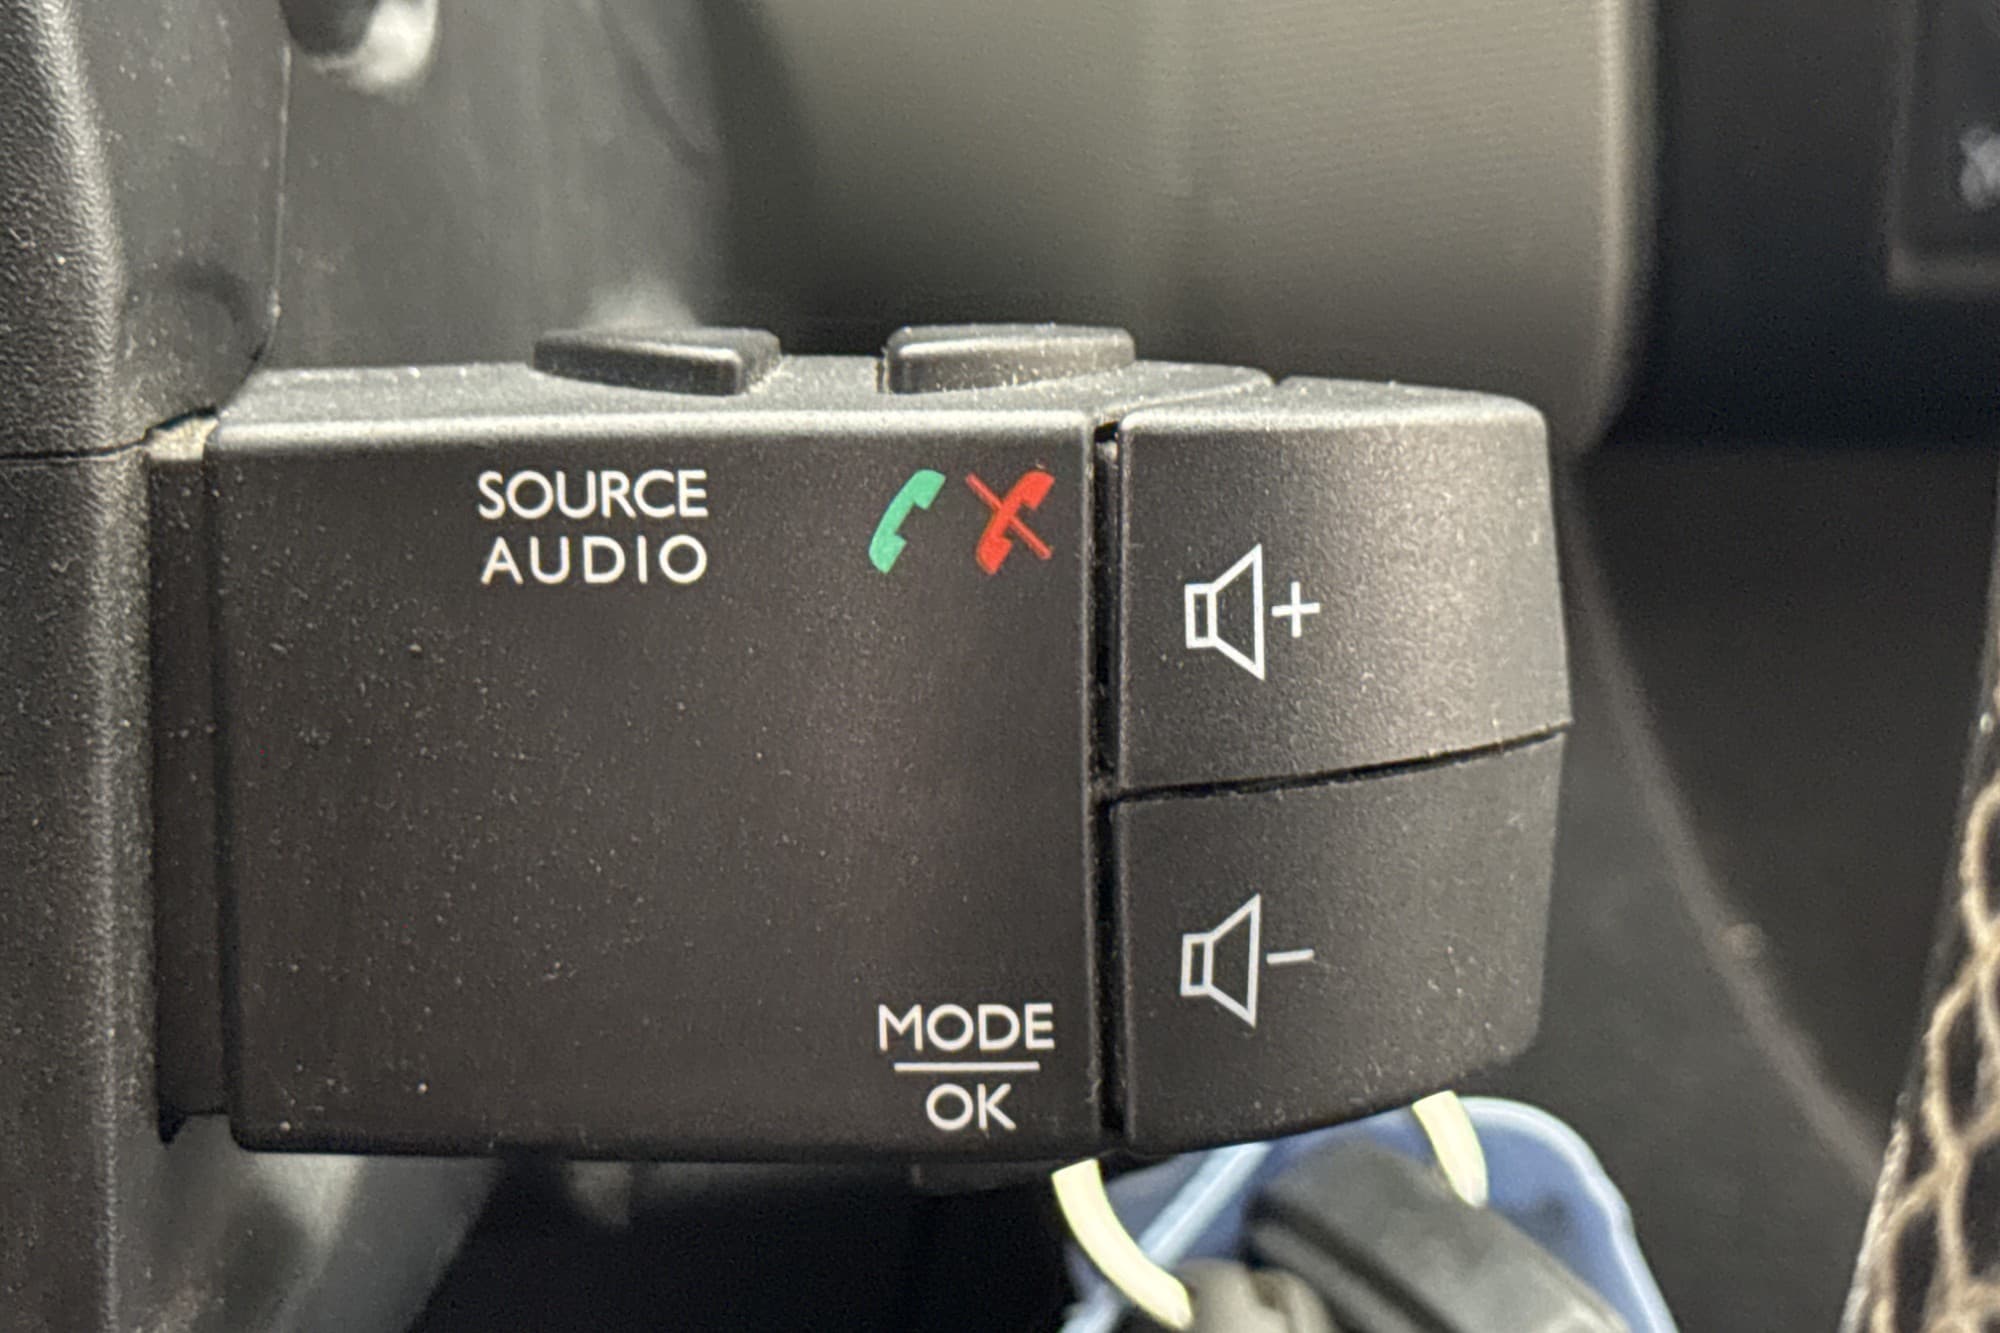 SOURCE
AUDIO
+
-
MODE
OK